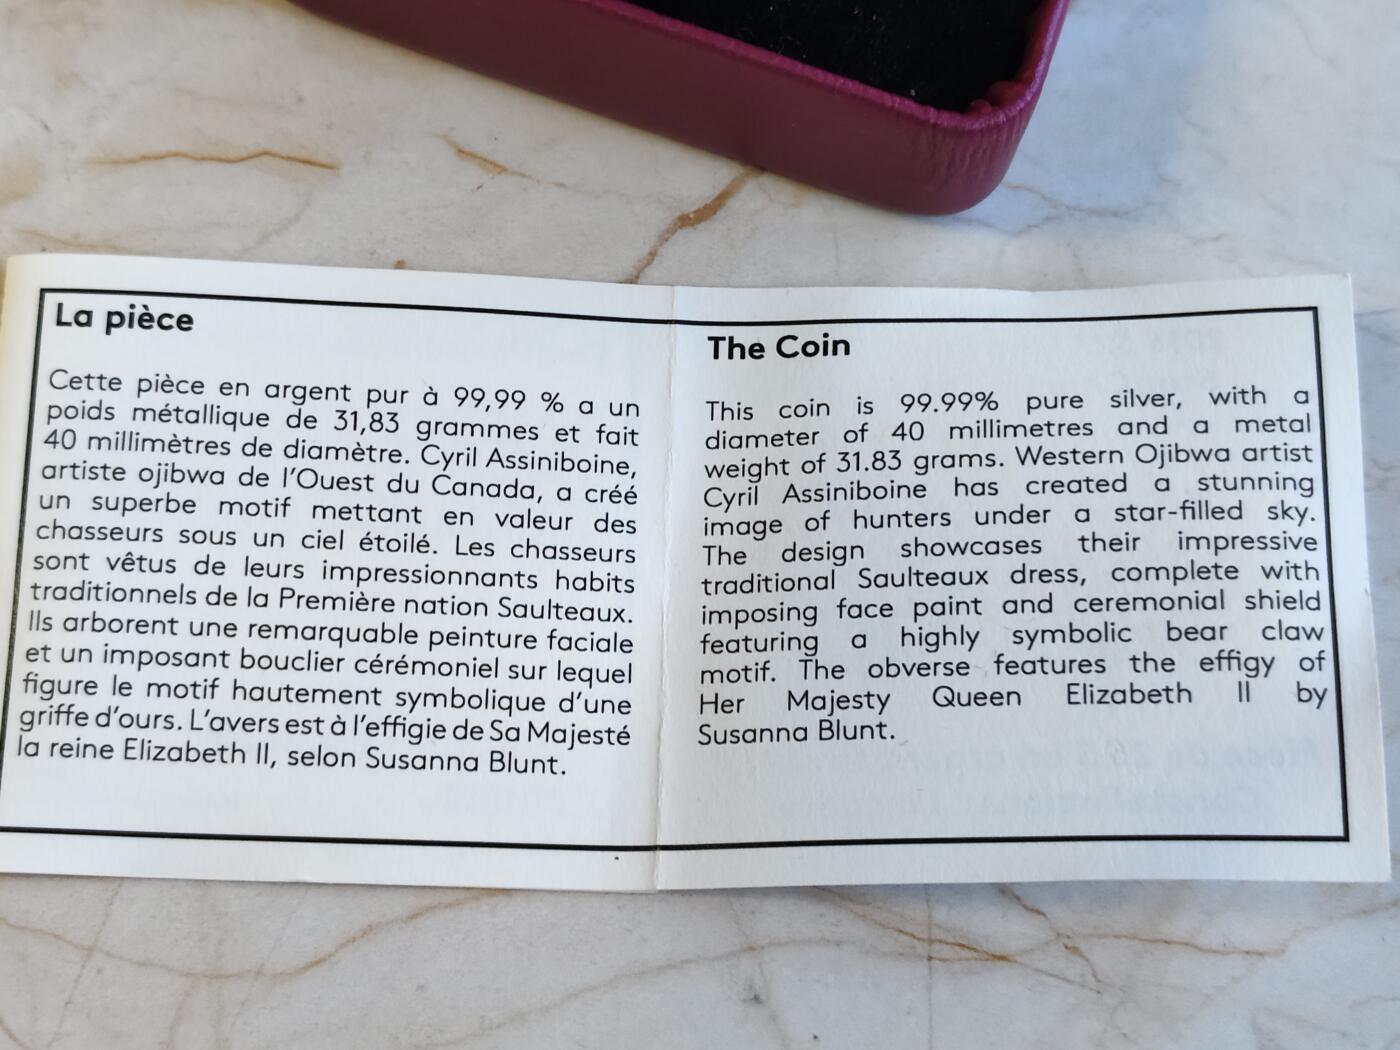 La pièce
Cette pièce en argent pur à 99,99 % a un
poids métallique de 31,83 grammes et fait
40 millimètres de diamètre. Cyril Assiniboine,
artiste ojibwa de l'Ouest du Canada, a créé
un superbe motif mettant en valeur des
chasseurs sous un ciel étoilé. Les chasseurs
sont vêtus de leurs impressionnants habits
traditionnels de la Première nation Saulteaux.
Ils arborent une remarquable peinture faciale
et un imposant bouclier cérémoniel sur lequel
figure le motif hautement symbolique d'une
griffe d'ours. L'avers est à l'effigie de Sa Majesté
la reine Elizabeth II, selon Susanna Blunt.
The Coin
This coin is 99.99% pure silver, with a
diameter of 40 millimetres and a metal
weight of 31.83 grams. Western Ojibwa artist
Cyril Assiniboine has created a stunning
image of hunters under a star-filled sky.
The design showcases their impressive
traditional Saulteaux dress, complete with
imposing face paint and ceremonial shield
featuring a highly symbolic bear claw
motif. The obverse features the effigy of
Her Majesty Queen Elizabeth II by
Susanna Blunt.